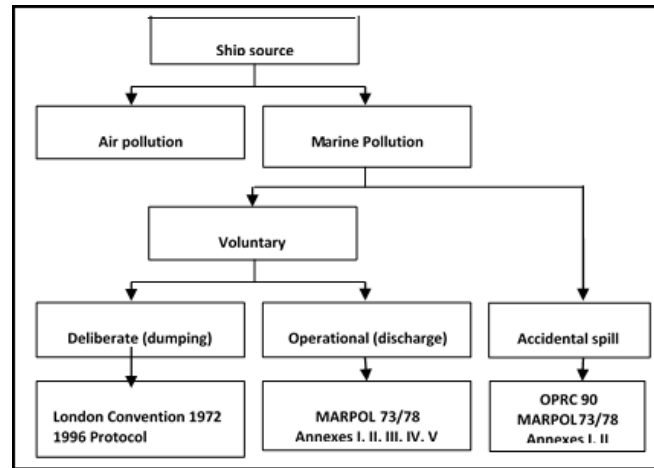 Ship source
Air pollution
Marine Pollution
Voluntary
Deliberate (dumping)
Operational (discharge)
Accidental spill
London Convention 1972
1996 Protocol
MARPOL 73/78
Annexes I. II. III. IV. V
OPRC 90
MARPOL73/78
Annexes I. II